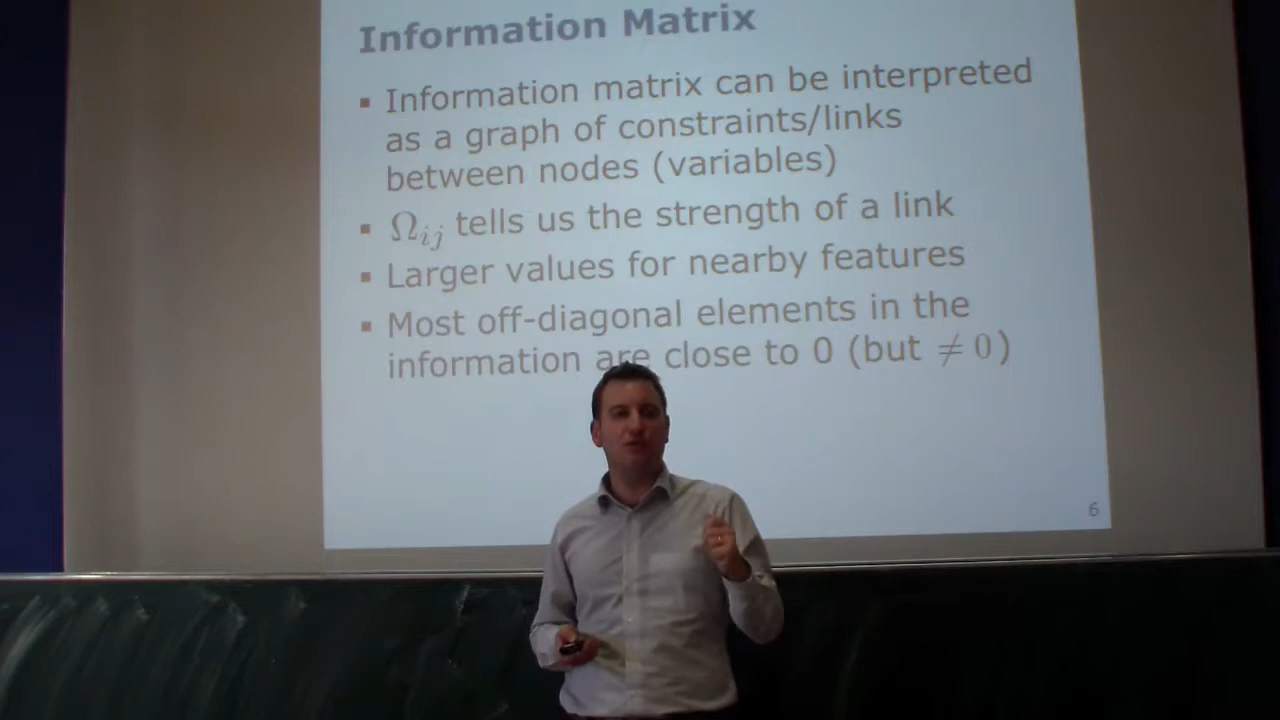 Information Matrix
▪ Information matrix can be interpreted
as a graph of constraints/links
between nodes (variables)
▪ Ωij tells us the strength of a link
▪ Larger values for nearby features
▪ Most off-diagonal elements in the
information are close to 0 (but ≠ 0)
6